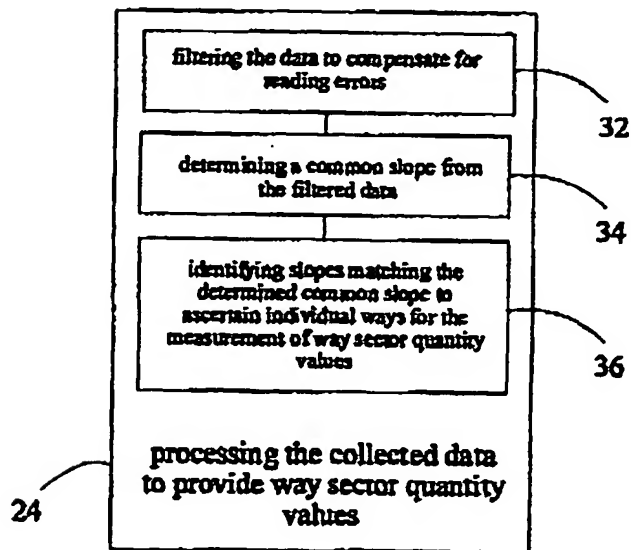 filtering the data to compensate for
reading errors
32
determining a common slope from
the filtered data
34
identifying slopes matching the
determined common slope to
ascertain individual ways for the
measurement of way sector quantity
values
36
processing the collected data
to provide way sector quantity
values
24